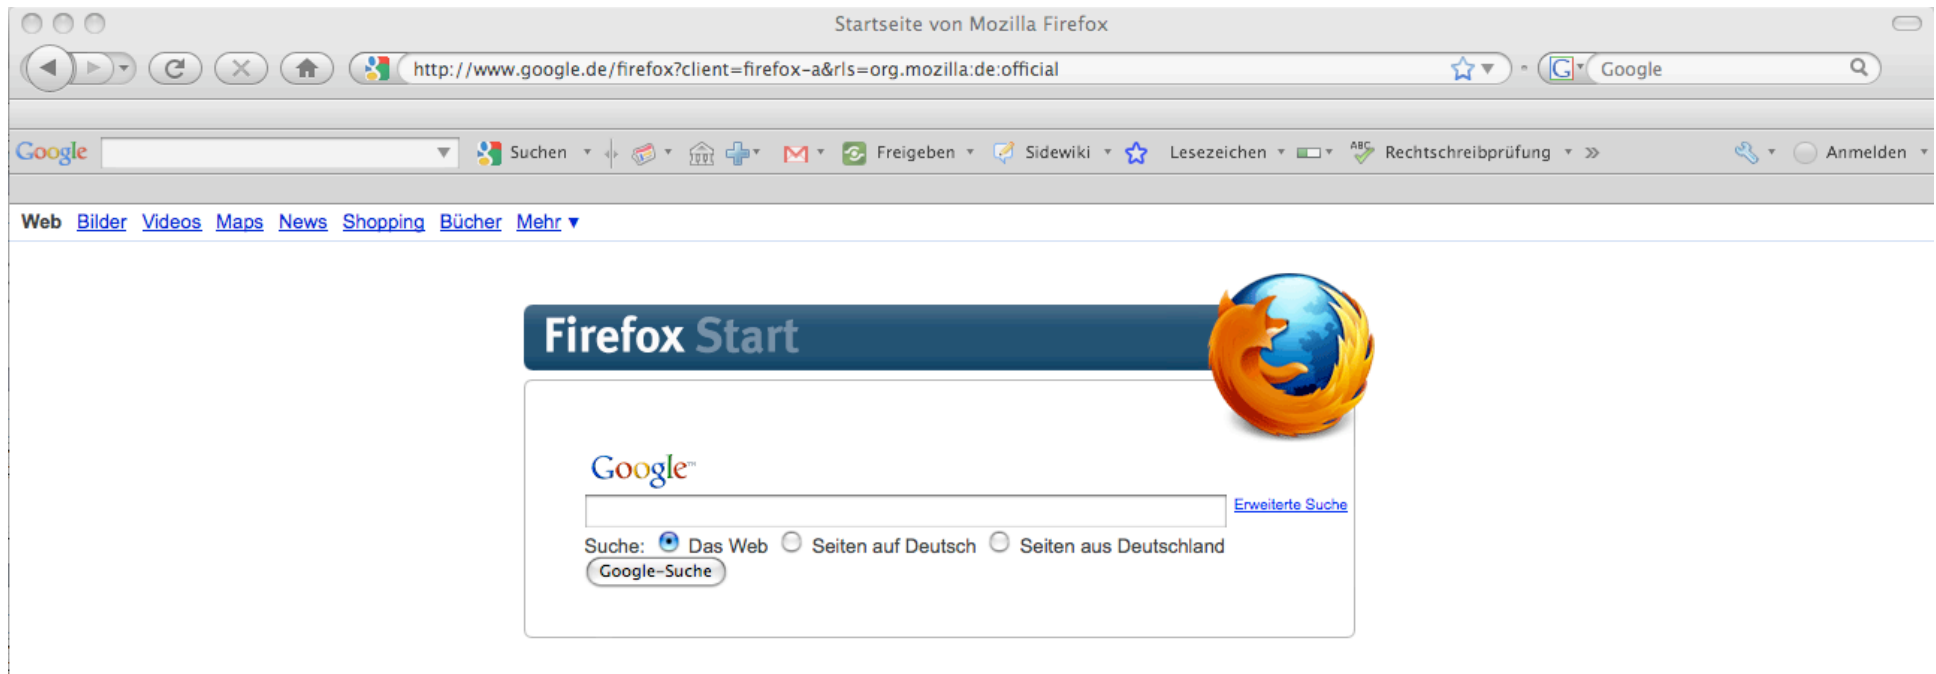 Startseite von Mozilla Firefox
http://www.google.de/firefox?client=firefox-a&rls=org.mozilla:de:official G Google
Google Suchen Freigeben Sidewiki Lesezeichen ABC Rechtschreibprüfung » Anmelden
Web Bilder Videos Maps News Shopping Bücher Mehr ▼
Firefox Start
Google™
Erweiterte Suche
Suche: Das Web Seiten auf Deutsch Seiten aus Deutschland
Google-Suche